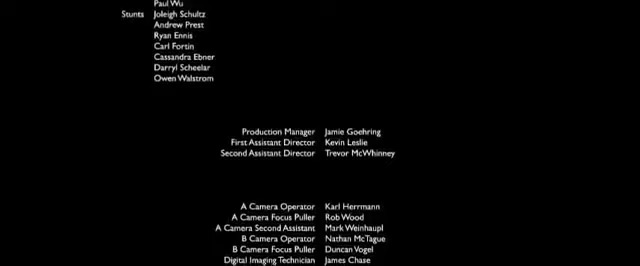 Paul Wu
Stunts Joleigh Schultz
Andrew Prest
Ryan Ennis
Carl Fortin
Cassandra Ebner
Darryl Scheelar
Owen Walstrom
Production Manager Jamie Goehring
First Assistant Director Kevin Leslie
Second Assistant Director Trevor McWhinney
A Camera Operator Karl Herrmann
A Camera Focus Puller Rob Wood
A Camera Second Assistant Mark Weinhaupl
B Camera Operator Nathan McTague
B Camera Focus Puller Duncan Vogel
Digital Imaging Technician James Chase